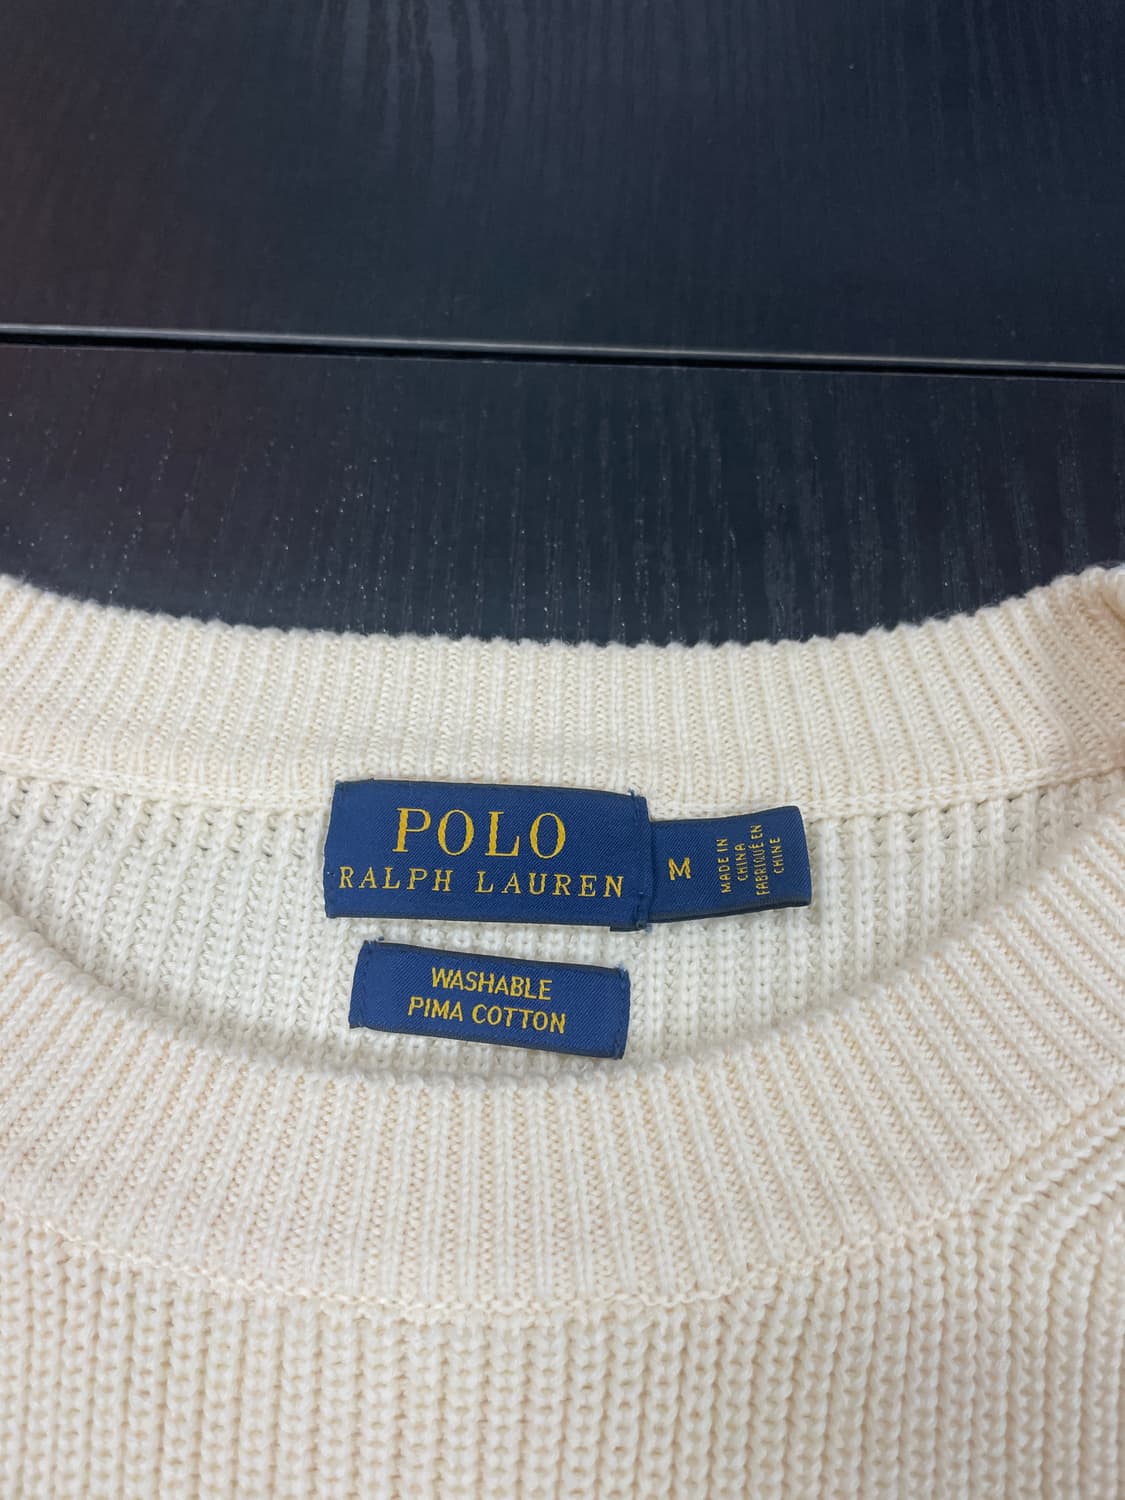 POLO
RALPH LAUREN
M
MADE IN
CHINA
FABRIQUÉ EN
CHINE
WASHABLE
PIMA COTTON